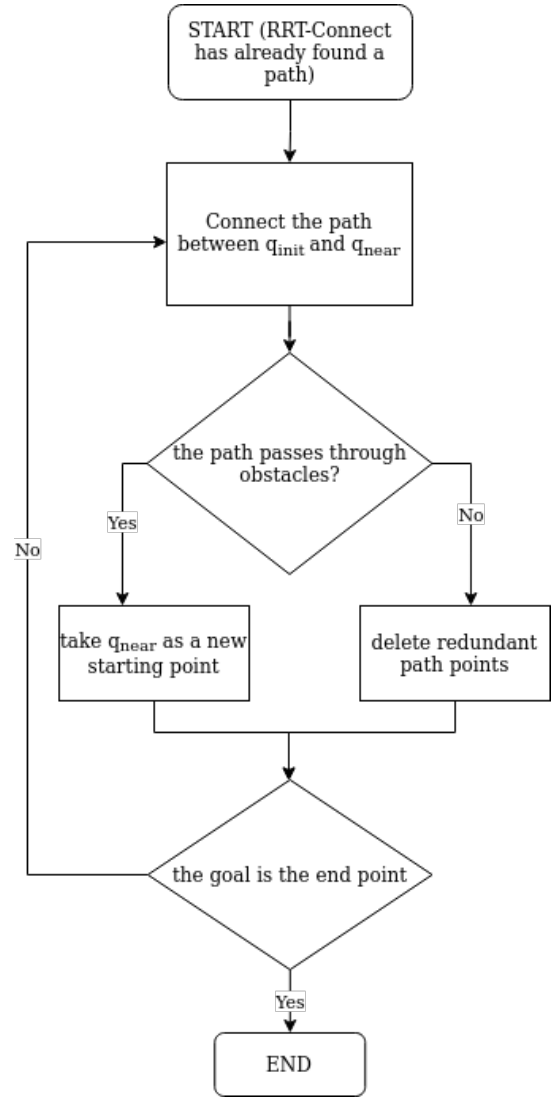 START (RRT-Connect
has already found a
path)
Connect the path
between qinit and qnear
the path passes through
obstacles?
Yes
No
No
take qnear as a new
starting point
delete redundant
path points
the goal is the end point
Yes
END